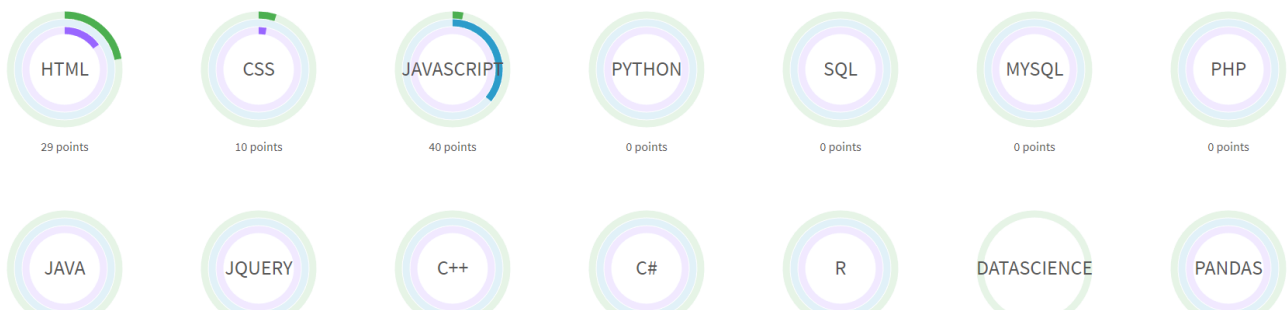 HTML CSS JAVASCRIPT PYTHON SQL MYSQL PHP
29 points 10 points 40 points 0 points 0 points 0 points 0 points
JAVA JQUERY C++ C# R DATASCIENCE PANDAS